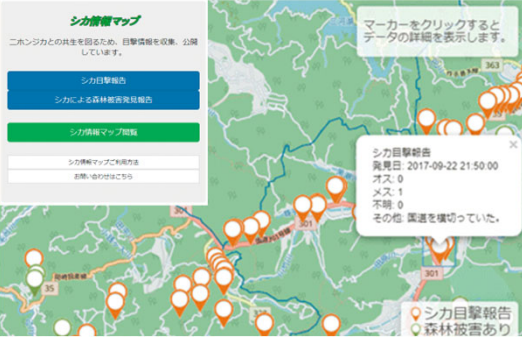 シカ情報マップ
ニホンジカとの共生を図るため、目撃情報を収集、公開
しています。
シカ目撃報告
シカによる森林被害発見報告
シカ情報マップ閲覧
シカ情報マップご利用方法
お問い合わせはこちら
マーカーをクリックすると
データの詳細を表示します。
363
シカ目撃報告
発見日: 2017-09-22 21:50:00
オス: 0
メス: 1
不明: 0
その他: 国道を横切っていた。
301
301
国道301号線
301
35
シカ目撃報告
森林被害あり